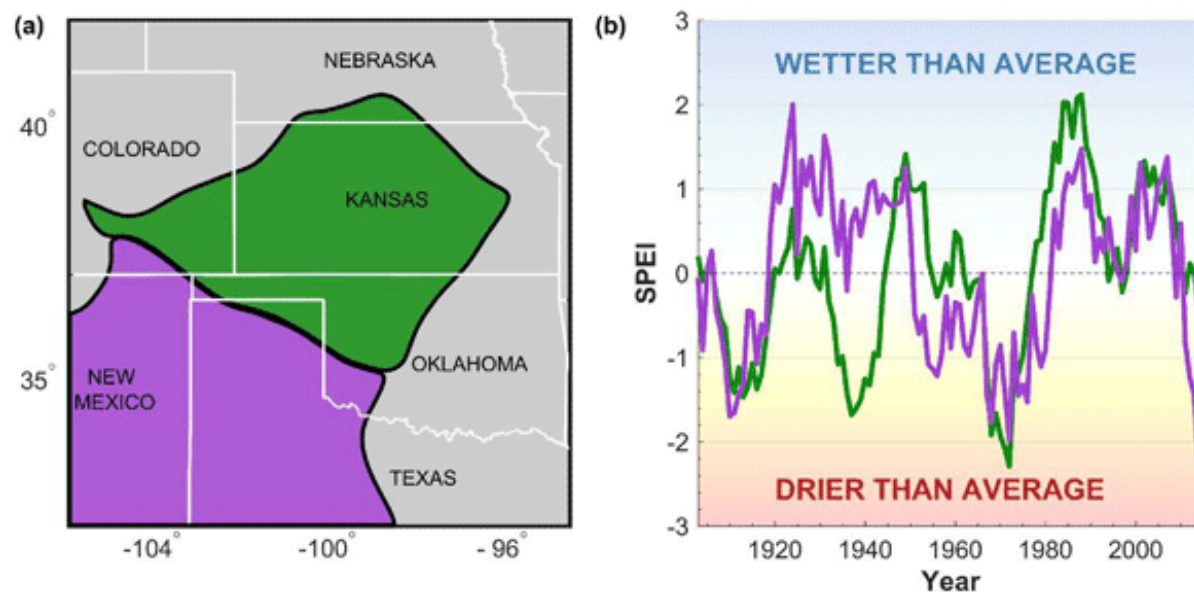 (a)
NEBRASKA
40°
COLORADO
KANSAS
35°
OKLAHOMA
NEW
MEXICO
TEXAS
-104°
-100°
- 96°
(b)
3
WETTER THAN AVERAGE
2
1
SPEI
0
-1
-2
DRIER THAN AVERAGE
-3
1920
1940
1960
1980
2000
Year